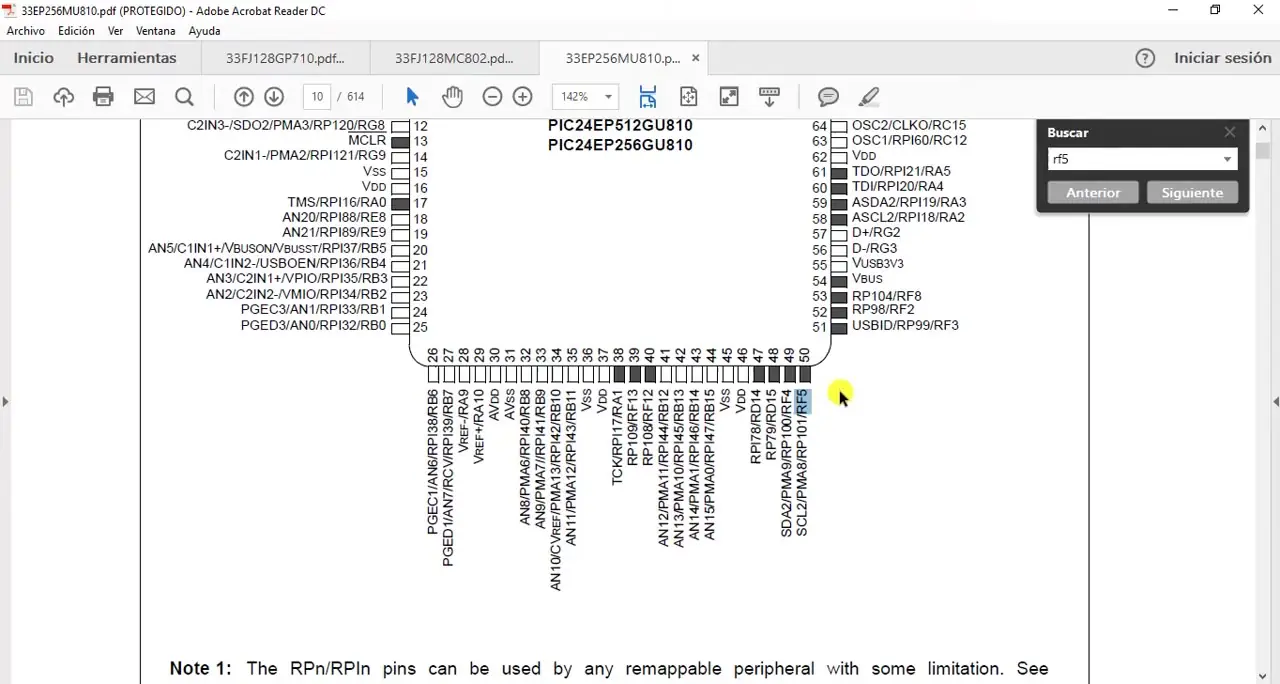 33EP256MU810.pdf (PROTEGIDO) - Adobe Acrobat Reader DC
Archivo Edición Ver Ventana Ayuda
Inicio Herramientas 33FJ128GP710.pdf... 33FJ128MC802.pd... 33EP256MU810.p... × Iniciar sesión
10 / 614 142%
Buscar
rf5
Anterior Siguiente
PIC24EP512GU810
PIC24EP256GU810
C2IN3-/SDO2/PMA3/RP120/RG8 12
MCLR 13
C2IN1-/PMA2/RPI121/RG9 14
VSS 15
VDD 16
TMS/RPI16/RA0 17
AN20/RPI88/RE8 18
AN21/RPI89/RE9 19
AN5/C1IN1+/VBUSON/VBUSST/RPI37/RB5 20
AN4/C1IN2-/USBOEN/RPI36/RB4 21
AN3/C2IN1+/VPIO/RPI35/RB3 22
AN2/C2IN2-/VMIO/RPI34/RB2 23
PGEC3/AN1/RPI33/RB1 24
PGED3/AN0/RPI32/RB0 25
64 OSC2/CLKO/RC15
63 OSC1/RPI60/RC12
62 VDD
61 TDO/RPI21/RA5
60 TDI/RPI20/RA4
59 ASDA2/RPI19/RA3
58 ASCL2/RPI18/RA2
57 D+/RG2
56 D-/RG3
55 VUSB3V3
54 VBUS
53 RP104/RF8
52 RP98/RF2
51 USBID/RP99/RF3
26 PGEC1/AN6/RPI38/RB6
27 PGED1/AN7/RCV/RPI39/RB7
28 VREF-/RA9
29 VREF+/RA10
30 AVDD
31 AVSS
32 AN8/PMA6/RPI40/RB8
33 AN9/PMA7//RPI41/RB9
34 AN10/CVREF/PMA13/RPI42/RB10
35 AN11/PMA12/RPI43/RB11
36 VSS
37 VDD
38 TCK/RPI17/RA1
39 RP109/RF13
40 RP108/RF12
41 AN12/PMA11/RPI44/RB12
42 AN13/PMA10/RPI45/RB13
43 AN14/PMA1/RPI46/RB14
44 AN15/PMA0/RPI47/RB15
45 VSS
46 VDD
47 RPI78/RD14
48 RP79/RD15
49 SDA2/PMA9/RP100/RF4
50 SCL2/PMA8/RP101/RF5
Note 1: The RPn/RPIn pins can be used by any remappable peripheral with some limitation. See